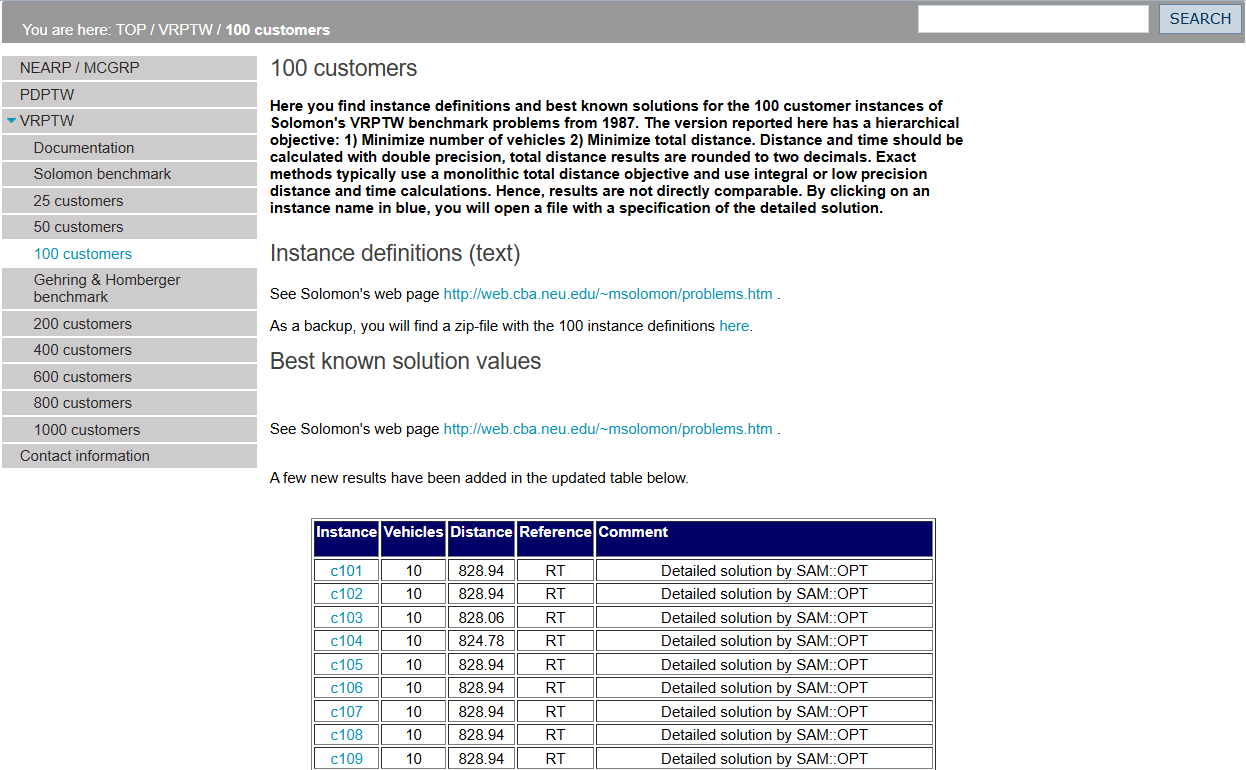 You are here: TOP / VRPTW / 100 customers
SEARCH
NEARP / MCGRP
PDPTW
VRPTW
Documentation
Solomon benchmark
25 customers
50 customers
100 customers
Gehring & Homberger
benchmark
200 customers
400 customers
600 customers
800 customers
1000 customers
Contact information
100 customers
Here you find instance definitions and best known solutions for the 100 customer instances of
Solomon's VRPTW benchmark problems from 1987. The version reported here has a hierarchical
objective: 1) Minimize number of vehicles 2) Minimize total distance. Distance and time should be
calculated with double precision, total distance results are rounded to two decimals. Exact
methods typically use a monolithic total distance objective and use integral or low precision
distance and time calculations. Hence, results are not directly comparable. By clicking on an
instance name in blue, you will open a file with a specification of the detailed solution.
Instance definitions (text)
See Solomon's web page http://web.cba.neu.edu/~msolomon/problems.htm .
As a backup, you will find a zip-file with the 100 instance definitions here.
Best known solution values
See Solomon's web page http://web.cba.neu.edu/~msolomon/problems.htm .
A few new results have been added in the updated table below.
Instance Vehicles Distance Reference Comment
c101 10 828.94 RT Detailed solution by SAM::OPT
c102 10 828.94 RT Detailed solution by SAM::OPT
c103 10 828.06 RT Detailed solution by SAM::OPT
c104 10 824.78 RT Detailed solution by SAM::OPT
c105 10 828.94 RT Detailed solution by SAM::OPT
c106 10 828.94 RT Detailed solution by SAM::OPT
c107 10 828.94 RT Detailed solution by SAM::OPT
c108 10 828.94 RT Detailed solution by SAM::OPT
c109 10 828.94 RT Detailed solution by SAM::OPT